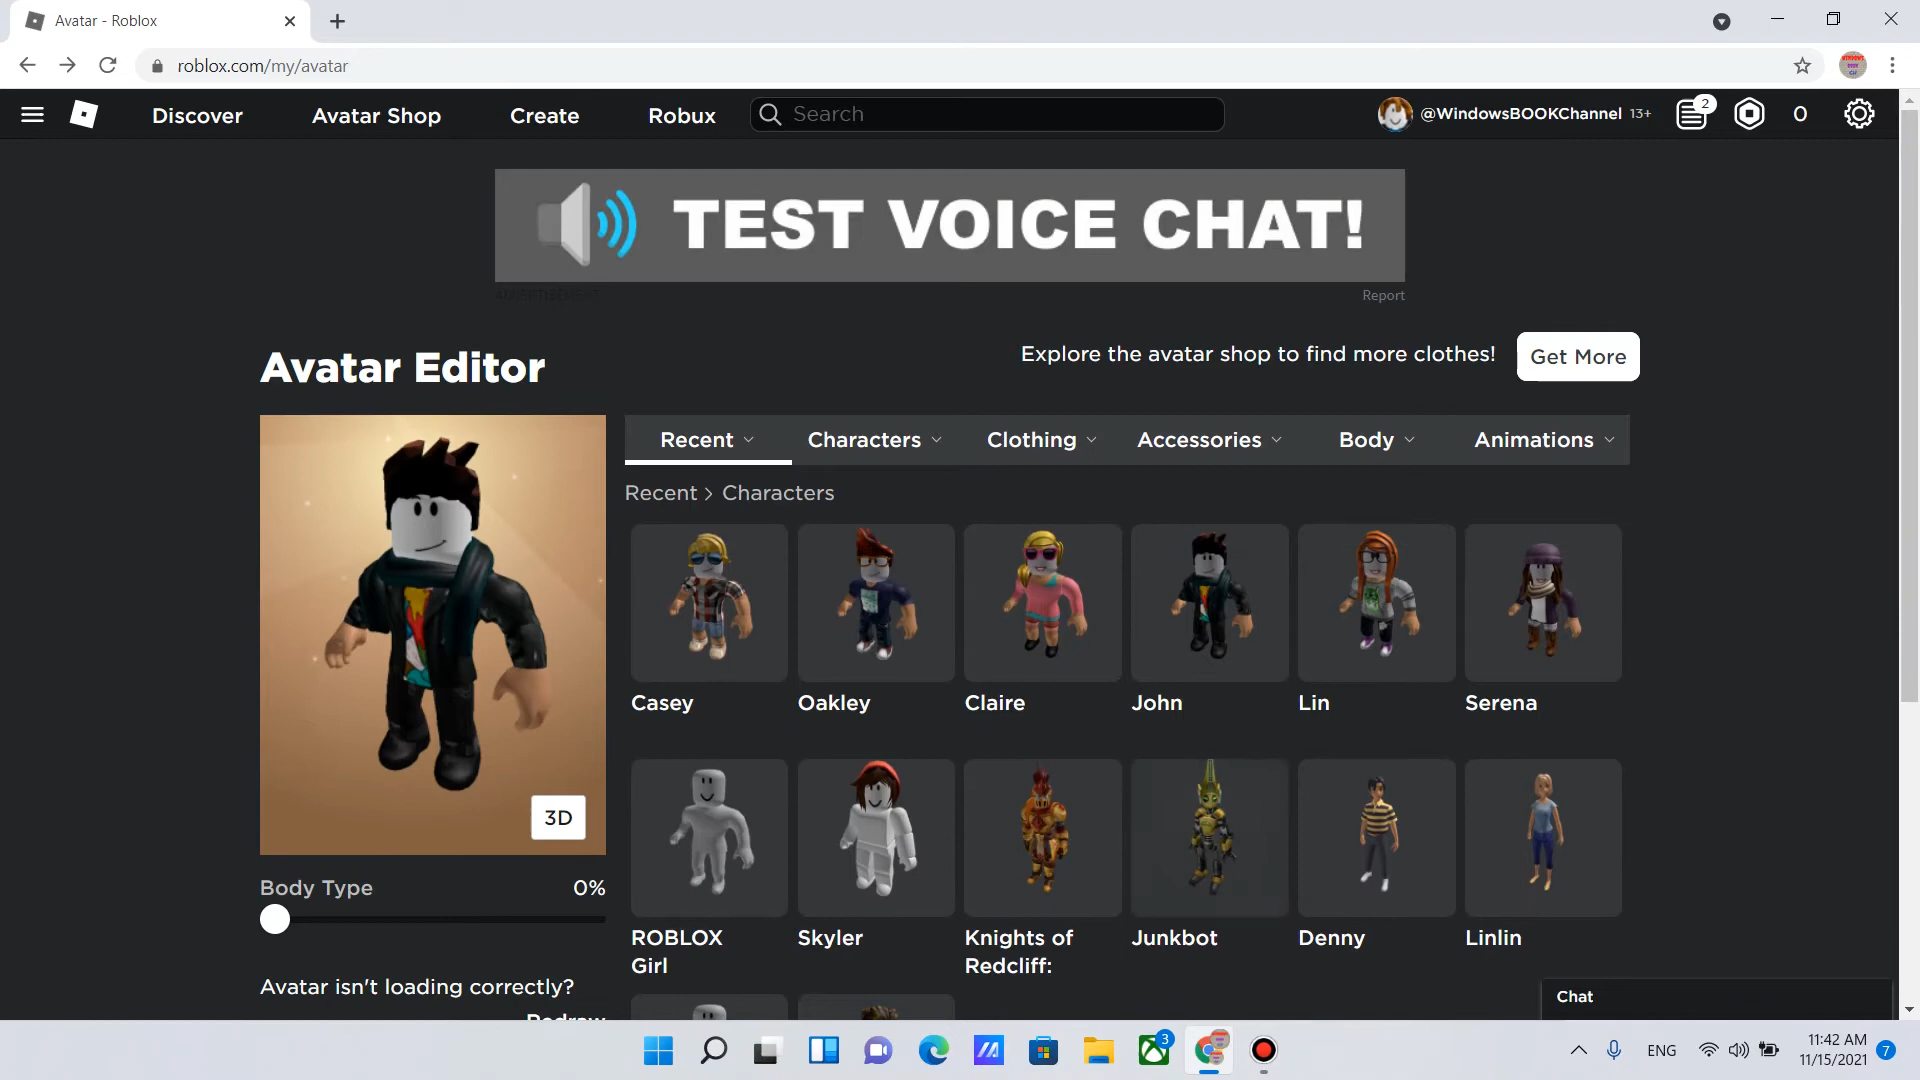 Avatar - Roblox
roblox.com/my/avatar
Discover
Avatar Shop
Create
Robux
Search
@WindowsBOOKChannel 13+
2
0
TEST VOICE CHAT!
ADVERTISEMENT
Report
Avatar Editor
Explore the avatar shop to find more clothes!
Get More
Recent
Characters
Clothing
Accessories
Body
Animations
Recent > Characters
Casey
Oakley
Claire
John
Lin
Serena
3D
ROBLOX
Girl
Skyler
Knights of
Redcliff:
Junkbot
Denny
Linlin
Body Type
0%
Avatar isn't loading correctly?
Redraw
Chat
3
ENG
11:42 AM
11/15/2021
7